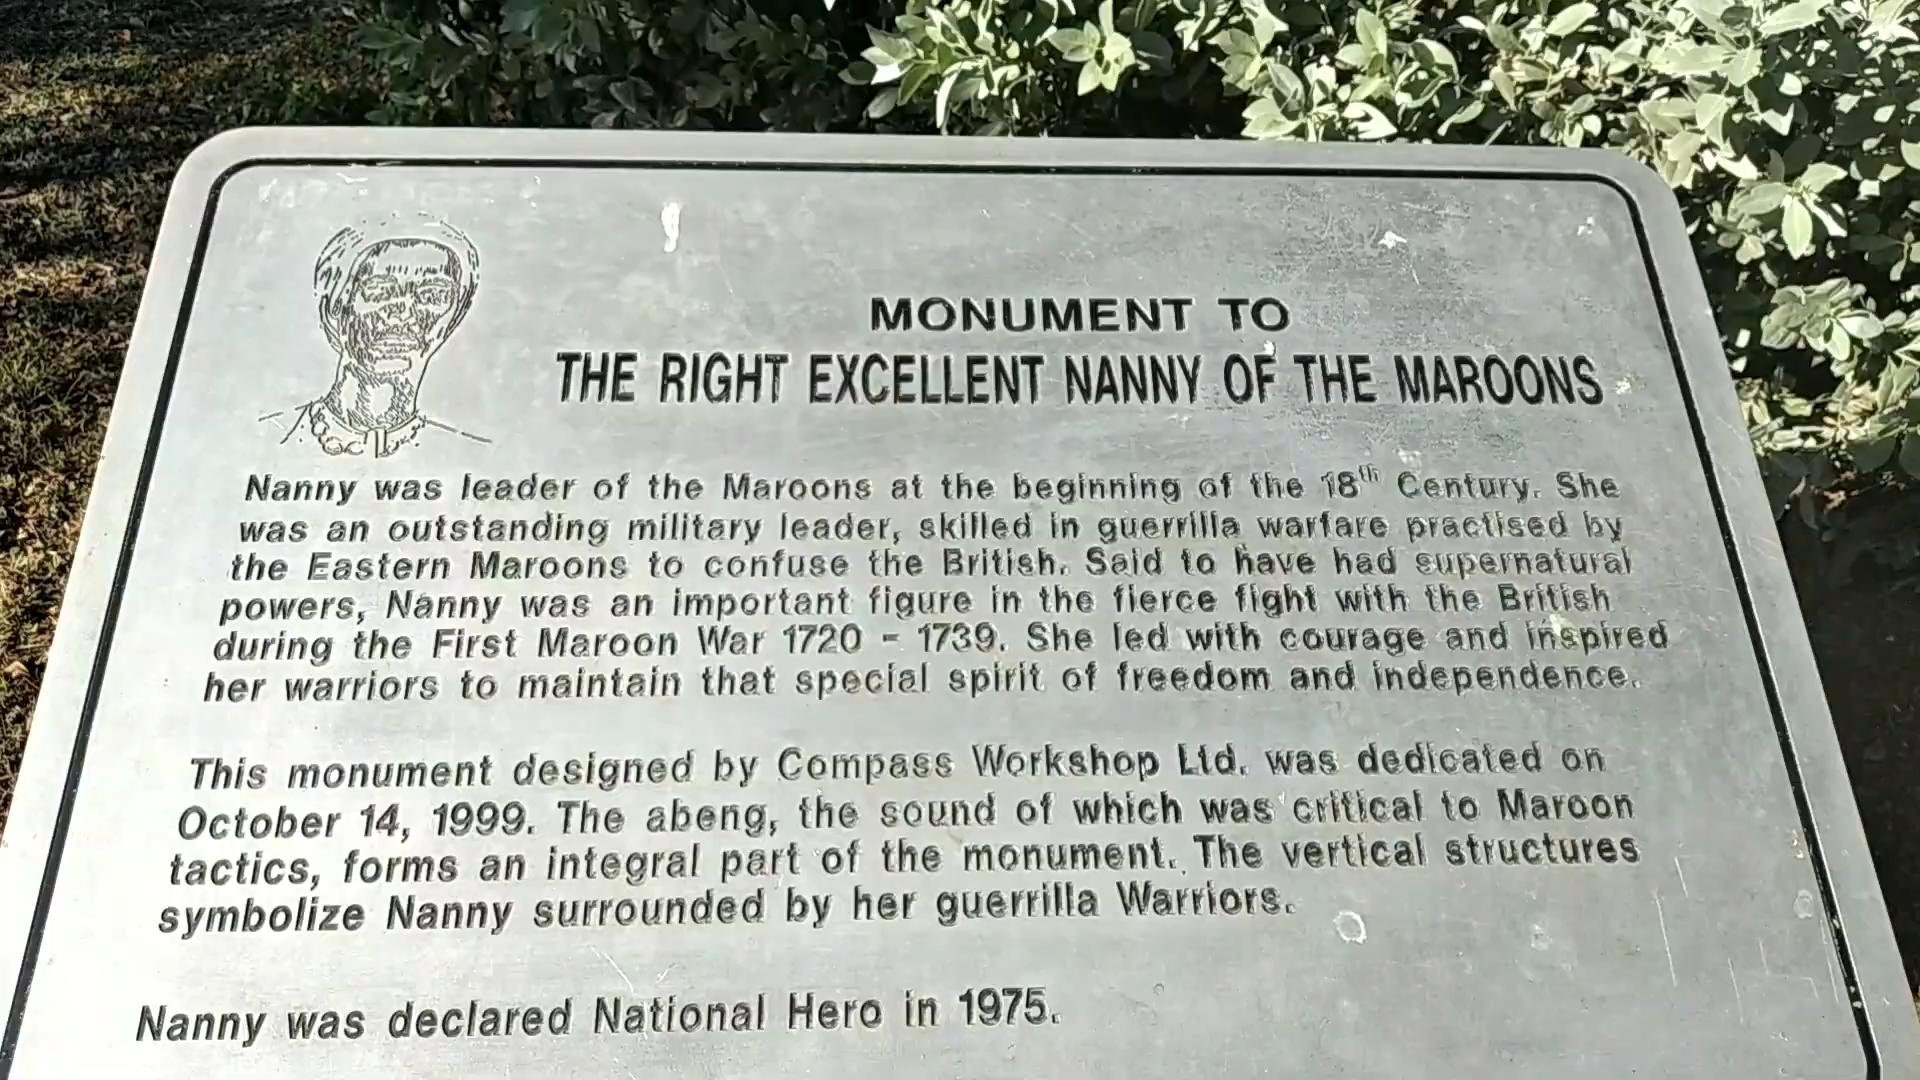 MONUMENT TO
THE RIGHT EXCELLENT NANNY OF THE MAROONS
Nanny was leader of the Maroons at the beginning of the 18th Century. She
was an outstanding military leader, skilled in guerrilla warfare practised by
the Eastern Maroons to confuse the British. Said to have had supernatural
powers, Nanny was an important figure in the fierce fight with the British
during the First Maroon War 1720 - 1739. She led with courage and inspired
her warriors to maintain that special spirit of freedom and independence.
This monument designed by Compass Workshop Ltd. was dedicated on
October 14, 1999. The abeng, the sound of which was critical to Maroon
tactics, forms an integral part of the monument. The vertical structures
symbolize Nanny surrounded by her guerrilla Warriors.
Nanny was declared National Hero in 1975.